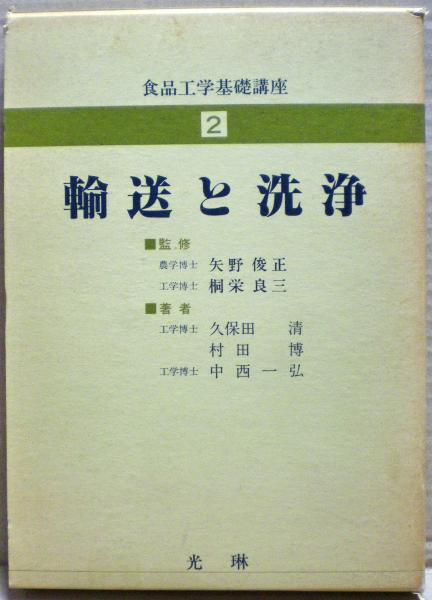 食品工学基礎講座
2
輸送と洗浄
■監修
農学博士 矢野俊正
工学博士 桐栄良三
■著者
工学博士 久保田 清
村田 博
工学博士 中西一弘
光琳